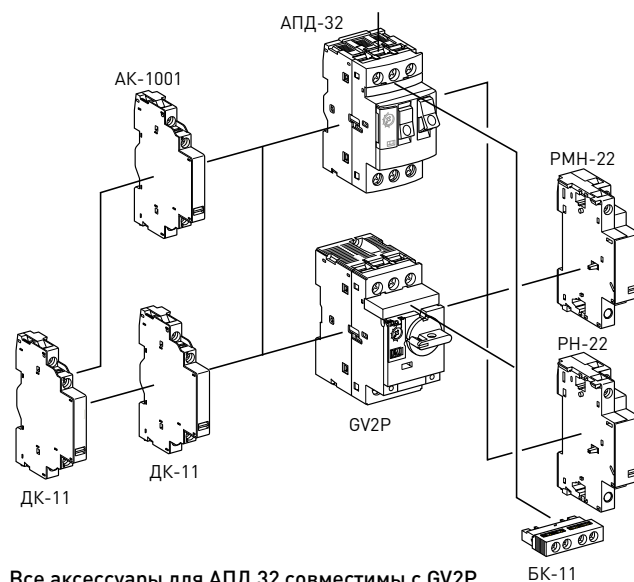 АПД-32
АК-1001
РМН-22
РН-22
GV2P
ДК-11
ДК-11
БК-11
Все аксессуары для АПД 32 совместимы с GV2P